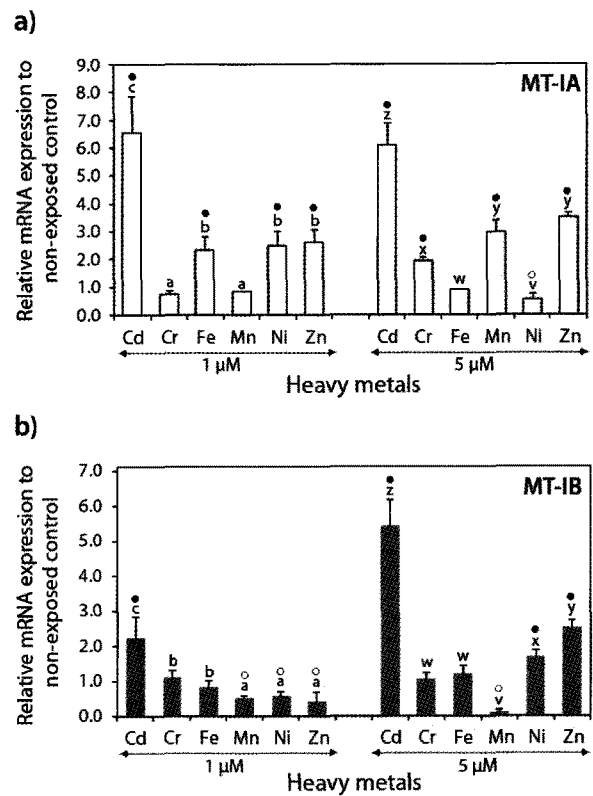 a)
Relative mRNA expression to
non-exposed control
9.0
8.0
7.0
6.0
5.0
4.0
3.0
2.0
1.0
0.0
MT-IA
c a b a b b z x w y v y
Cd Cr Fe Mn Ni Zn Cd Cr Fe Mn Ni Zn
1 µM 5 µM
Heavy metals
b)
Relative mRNA expression to
non-exposed control
7.0
6.0
5.0
4.0
3.0
2.0
1.0
0.0
MT-IB
c b b a a a z w w v x y
Cd Cr Fe Mn Ni Zn Cd Cr Fe Mn Ni Zn
1 µM 5 µM
Heavy metals